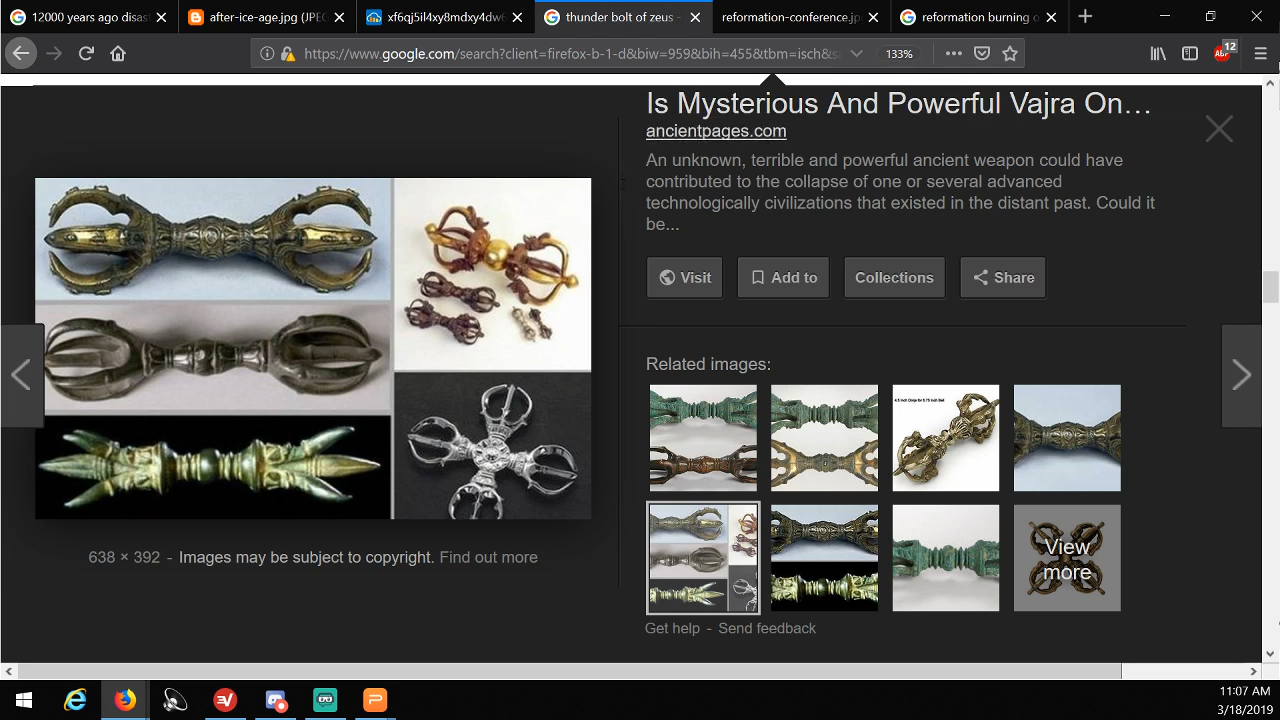 12000 years ago disast
after-ice-age.jpg (JPEG
xf6qj5il4xy8mdxy4dw6
thunder bolt of zeus -
reformation-conference.jp
reformation burning o
https://www.google.com/search?client=firefox-b-1-d&biw=959&bih=455&tbm=isch&s
133%
12
ABP
Is Mysterious And Powerful Vajra On…
ancientpages.com
An unknown, terrible and powerful ancient weapon could have
contributed to the collapse of one or several advanced
technologically civilizations that existed in the distant past. Could it
be...
Visit
Add to
Collections
Share
Related images:
View
more
638 × 392 - Images may be subject to copyright. Find out more
Get help - Send feedback
11:07 AM
3/18/2019